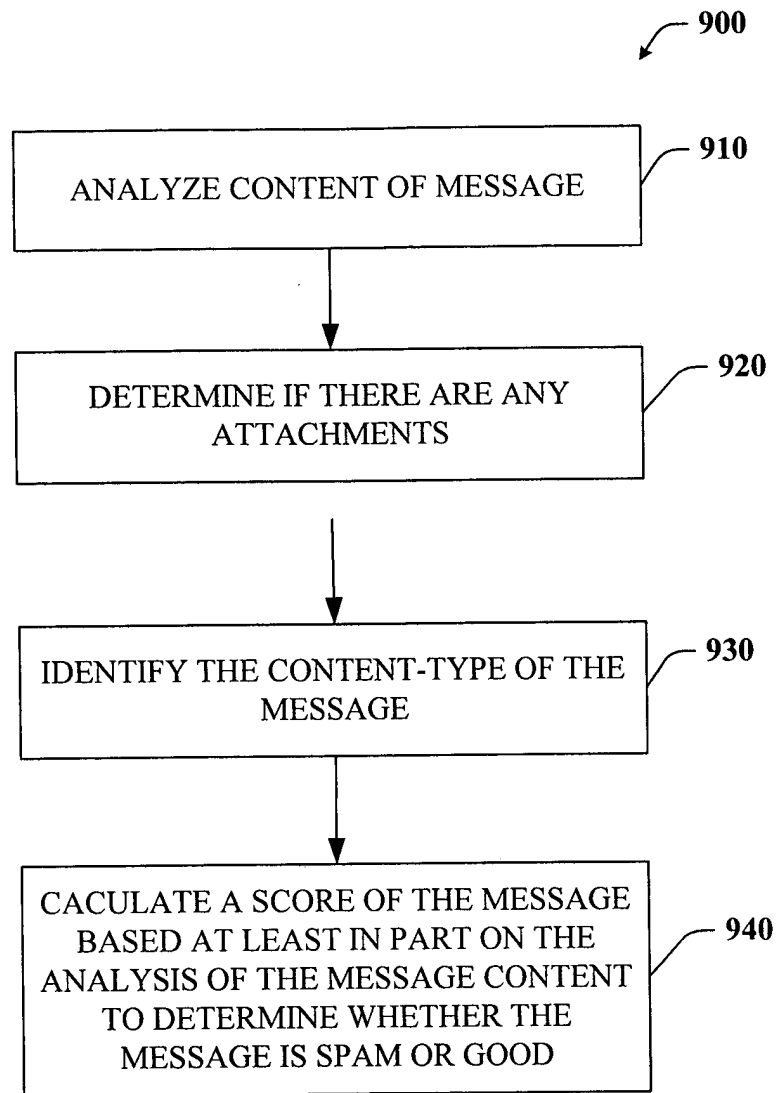 900
ANALYZE CONTENT OF MESSAGE
910
DETERMINE IF THERE ARE ANY
ATTACHMENTS
920
IDENTIFY THE CONTENT-TYPE OF THE
MESSAGE
930
CACULATE A SCORE OF THE MESSAGE
BASED AT LEAST IN PART ON THE
ANALYSIS OF THE MESSAGE CONTENT
TO DETERMINE WHETHER THE
MESSAGE IS SPAM OR GOOD
940